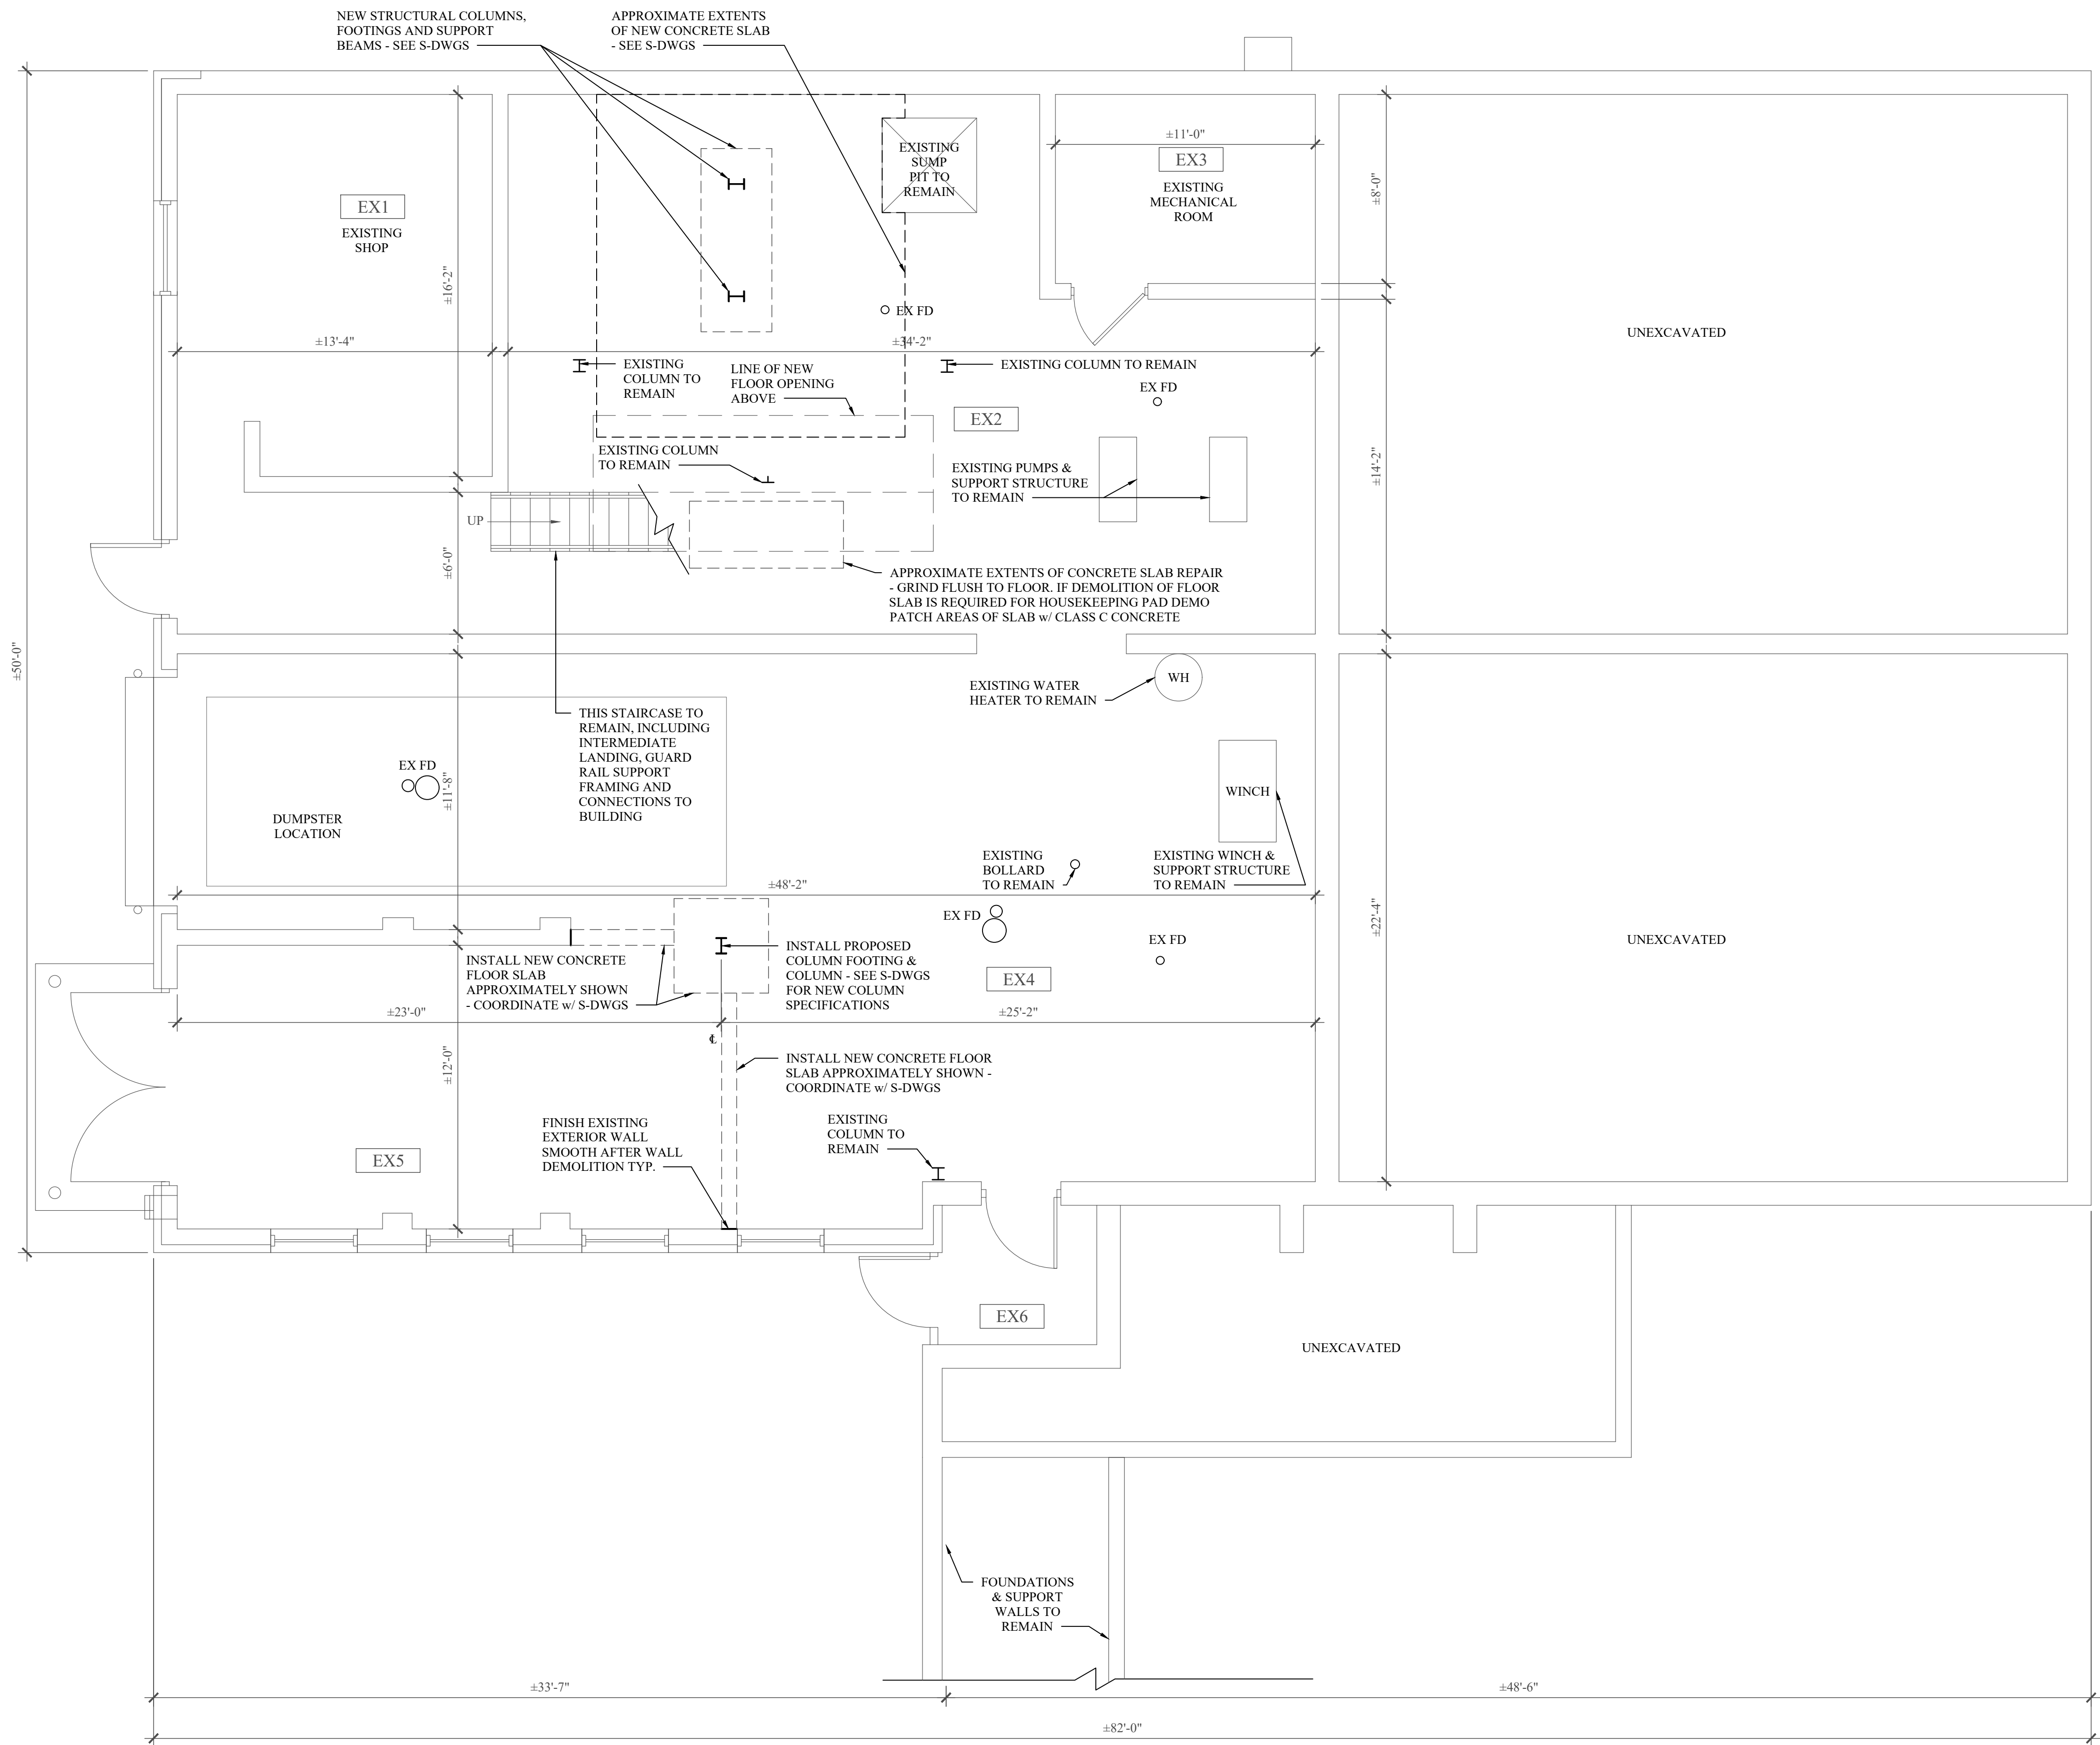 NEW STRUCTURAL COLUMNS,
FOOTINGS AND SUPPORT
BEAMS - SEE S-DWGS
APPROXIMATE EXTENTS
OF NEW CONCRETE SLAB
- SEE S-DWGS
±11'-0"
EX3
EXISTING
MECHANICAL
ROOM
EXISTING
SUMP
PIT TO
REMAIN
±8'-0"
EX1
EXISTING
SHOP
±16'-2"
EX FD
UNEXCAVATED
±13'-4"
±34'-2"
EXISTING
COLUMN TO
REMAIN
LINE OF NEW
FLOOR OPENING
ABOVE
EXISTING COLUMN TO REMAIN
EX FD
EX2
EXISTING COLUMN
TO REMAIN
EXISTING PUMPS &
SUPPORT STRUCTURE
TO REMAIN
±14'-2"
UP
±6'-0"
APPROXIMATE EXTENTS OF CONCRETE SLAB REPAIR
- GRIND FLUSH TO FLOOR. IF DEMOLITION OF FLOOR
SLAB IS REQUIRED FOR HOUSEKEEPING PAD DEMO
PATCH AREAS OF SLAB w/ CLASS C CONCRETE
±50'-0"
EXISTING WATER
HEATER TO REMAIN
WH
THIS STAIRCASE TO
REMAIN, INCLUDING
INTERMEDIATE
LANDING, GUARD
RAIL SUPPORT
FRAMING AND
CONNECTIONS TO
BUILDING
EX FD
±11'-8"
DUMPSTER
LOCATION
WINCH
EXISTING
BOLLARD
TO REMAIN
EXISTING WINCH &
SUPPORT STRUCTURE
TO REMAIN
±48'-2"
EX FD
±22'-4"
EX FD
UNEXCAVATED
INSTALL NEW CONCRETE
FLOOR SLAB
APPROXIMATELY SHOWN
- COORDINATE w/ S-DWGS
INSTALL PROPOSED
COLUMN FOOTING &
COLUMN - SEE S-DWGS
FOR NEW COLUMN
SPECIFICATIONS
EX4
±23'-0"
±25'-2"
℄
±12'-0"
INSTALL NEW CONCRETE FLOOR
SLAB APPROXIMATELY SHOWN -
COORDINATE w/ S-DWGS
FINISH EXISTING
EXTERIOR WALL
SMOOTH AFTER WALL
DEMOLITION TYP.
EXISTING
COLUMN TO
REMAIN
EX5
EX6
UNEXCAVATED
FOUNDATIONS
& SUPPORT
WALLS TO
REMAIN
±33'-7"
±48'-6"
±82'-0"